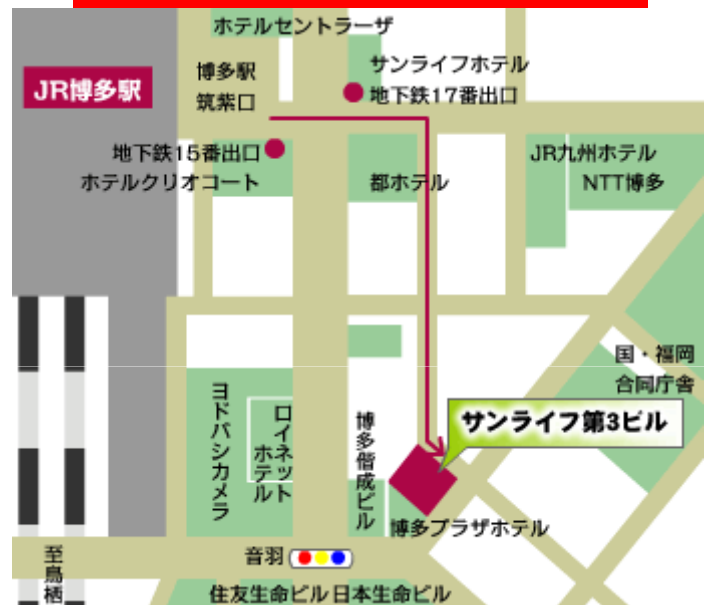 ホテルセントラーザ
サンライフホテル
地下鉄17番出口
博多駅
筑紫口
JR博多駅
地下鉄15番出口
ホテルクリオコート
都ホテル
JR九州ホテル
NTT博多
国・福岡
合同庁舎
サンライフ第3ビル
ヨドバシカメラ
ロイネット
ホテル
博多偕成ビル
博多プラザホテル
音羽
至鳥栖
住友生命ビル
日本生命ビル